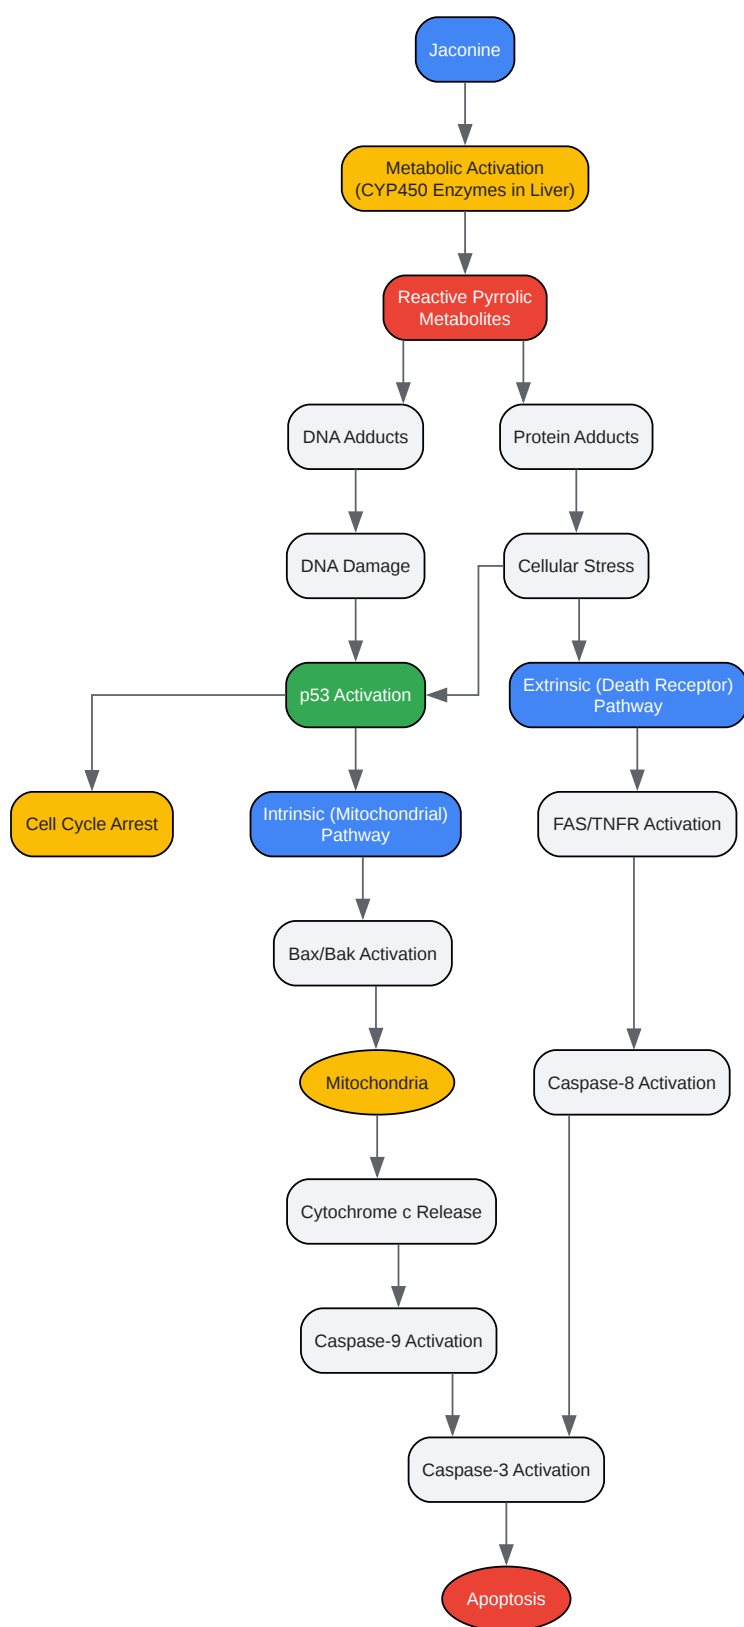 Jaconine
Metabolic Activation
(CYP450 Enzymes in Liver)
Reactive Pyrrolic
Metabolites
DNA Adducts
Protein Adducts
DNA Damage
Cellular Stress
p53 Activation
Extrinsic (Death Receptor)
Pathway
Cell Cycle Arrest
Intrinsic (Mitochondrial)
Pathway
FAS/TNFR Activation
Bax/Bak Activation
Mitochondria
Caspase-8 Activation
Cytochrome c Release
Caspase-9 Activation
Caspase-3 Activation
Apoptosis